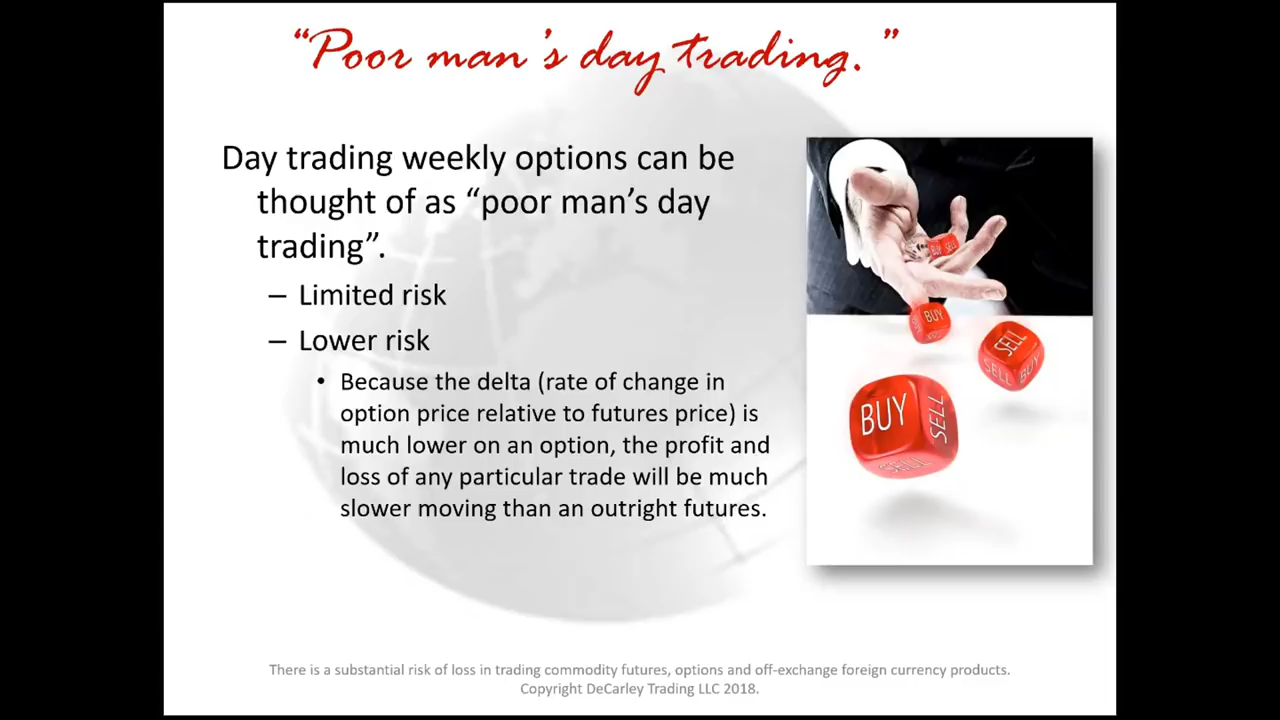 “Poor man’s day trading.”
Day trading weekly options can be
thought of as “poor man’s day
trading”.
– Limited risk
– Lower risk
• Because the delta (rate of change in
option price relative to futures price) is
much lower on an option, the profit and
loss of any particular trade will be much
slower moving than an outright futures.
BUY SELL
BUY
SELL
SELL BUY
BUY
SELL
SELL
There is a substantial risk of loss in trading commodity futures, options and off-exchange foreign currency products.
Copyright DeCarley Trading LLC 2018.